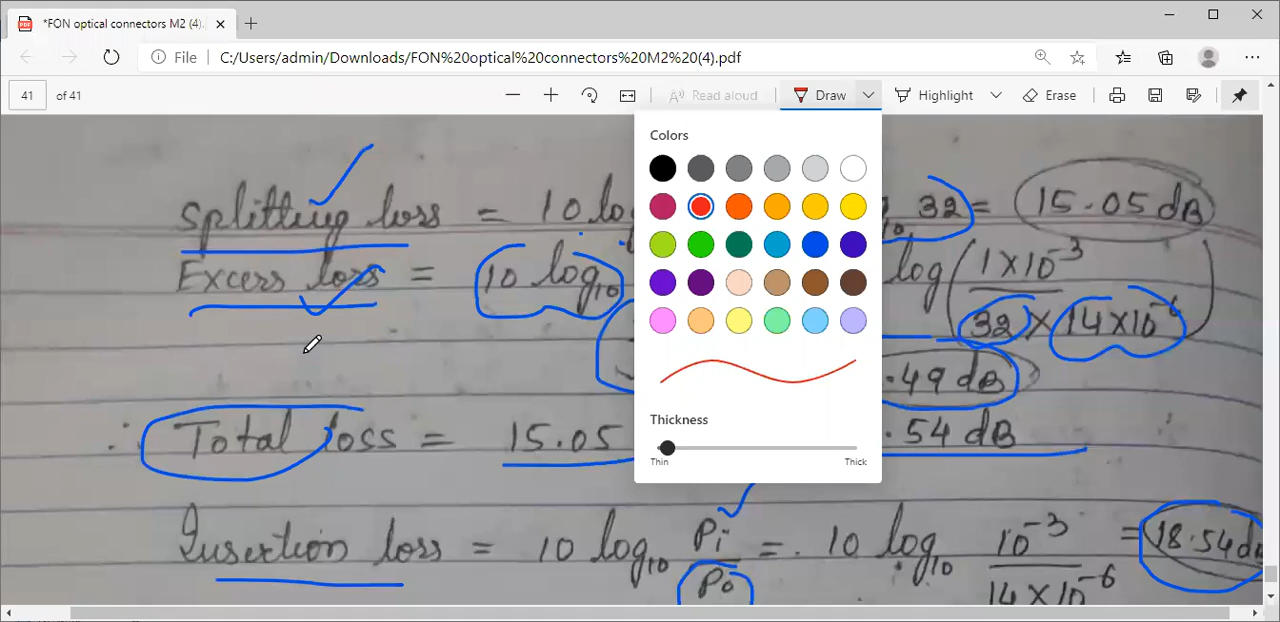 *FON optical connectors M2 (4).
File C:/Users/admin/Downloads/FON%20optical%20connectors%20M2%20(4).pdf
41 of 41 Read aloud Draw Highlight Erase
Colors
Thickness
Thin Thick
Splitting loss = 10 log 32 = 15.05 dB
Excess loss = 10 log10 log (1×10⁻³
32 × 14×10⁻⁶)
.49 dB
∴ Total loss = 15.05 .54 dB
Insertion loss = 10 log10 Pi = 10 log10 10⁻³ = 18.54 d
Po 14×10⁻⁶